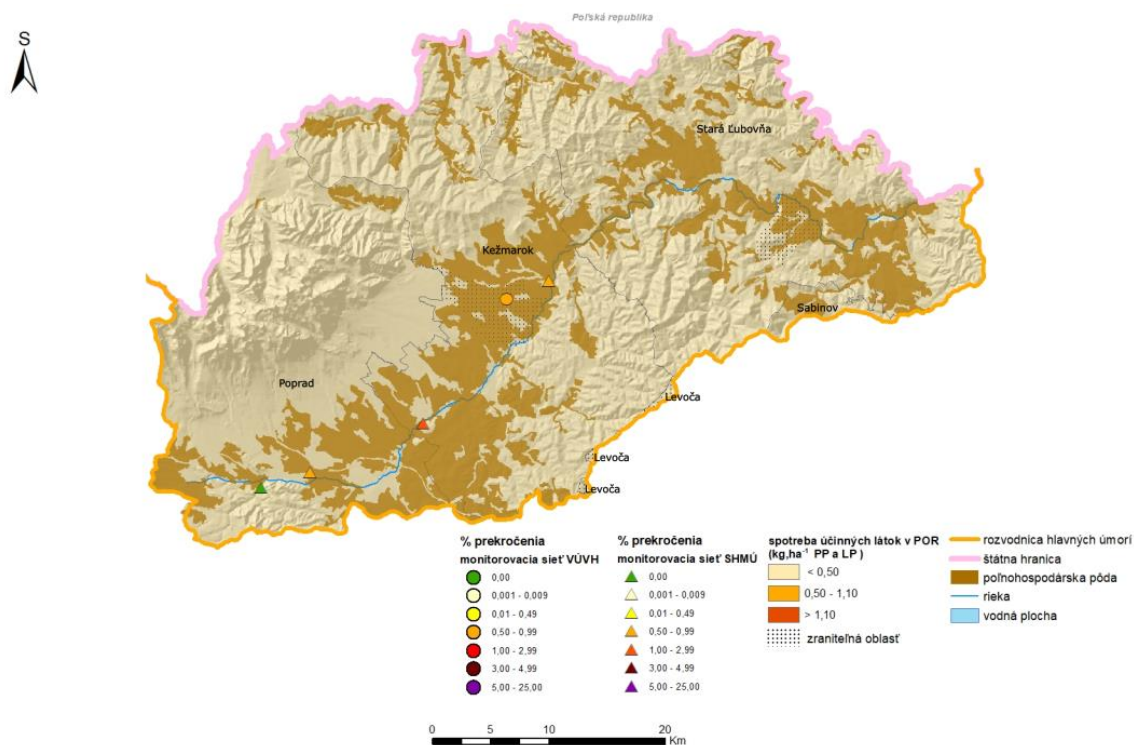 Poľská republika
S
Stará Ľubovňa
Kežmarok
Sabinov
Poprad
Levoča
Levoča
Levoča
% prekročenia
monitorovacia sieť VÚVH
0,00
0,001 - 0,009
0,01 - 0,49
0,50 - 0,99
1,00 - 2,99
3,00 - 4,99
5,00 - 25,00
% prekročenia
monitorovacia sieť SHMÚ
0,00
0,001 - 0,009
0,01 - 0,49
0,50 - 0,99
1,00 - 2,99
3,00 - 4,99
5,00 - 25,00
spotreba účinných látok v POR
(kg,ha⁻¹ PP a LP )
< 0,50
0,50 - 1,10
> 1,10
zraniteľná oblasť
rozvodnica hlavných úmorí
štátna hranica
poľnohospodárska pôda
rieka
vodná plocha
0 5 10 20
Km